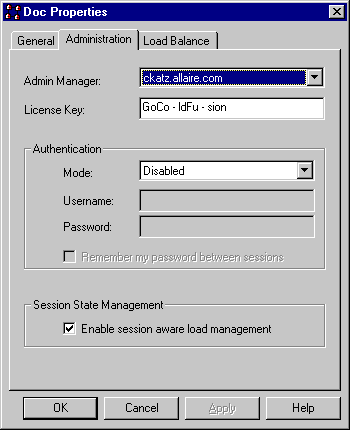 Doc Properties
General Administration Load Balance
Admin Manager: ckatz.allaire.com
License Key: GoCo - ldFu - sion
Authentication
Mode: Disabled
Username:
Password:
Remember my password between sessions
Session State Management
Enable session aware load management
OK Cancel Apply Help